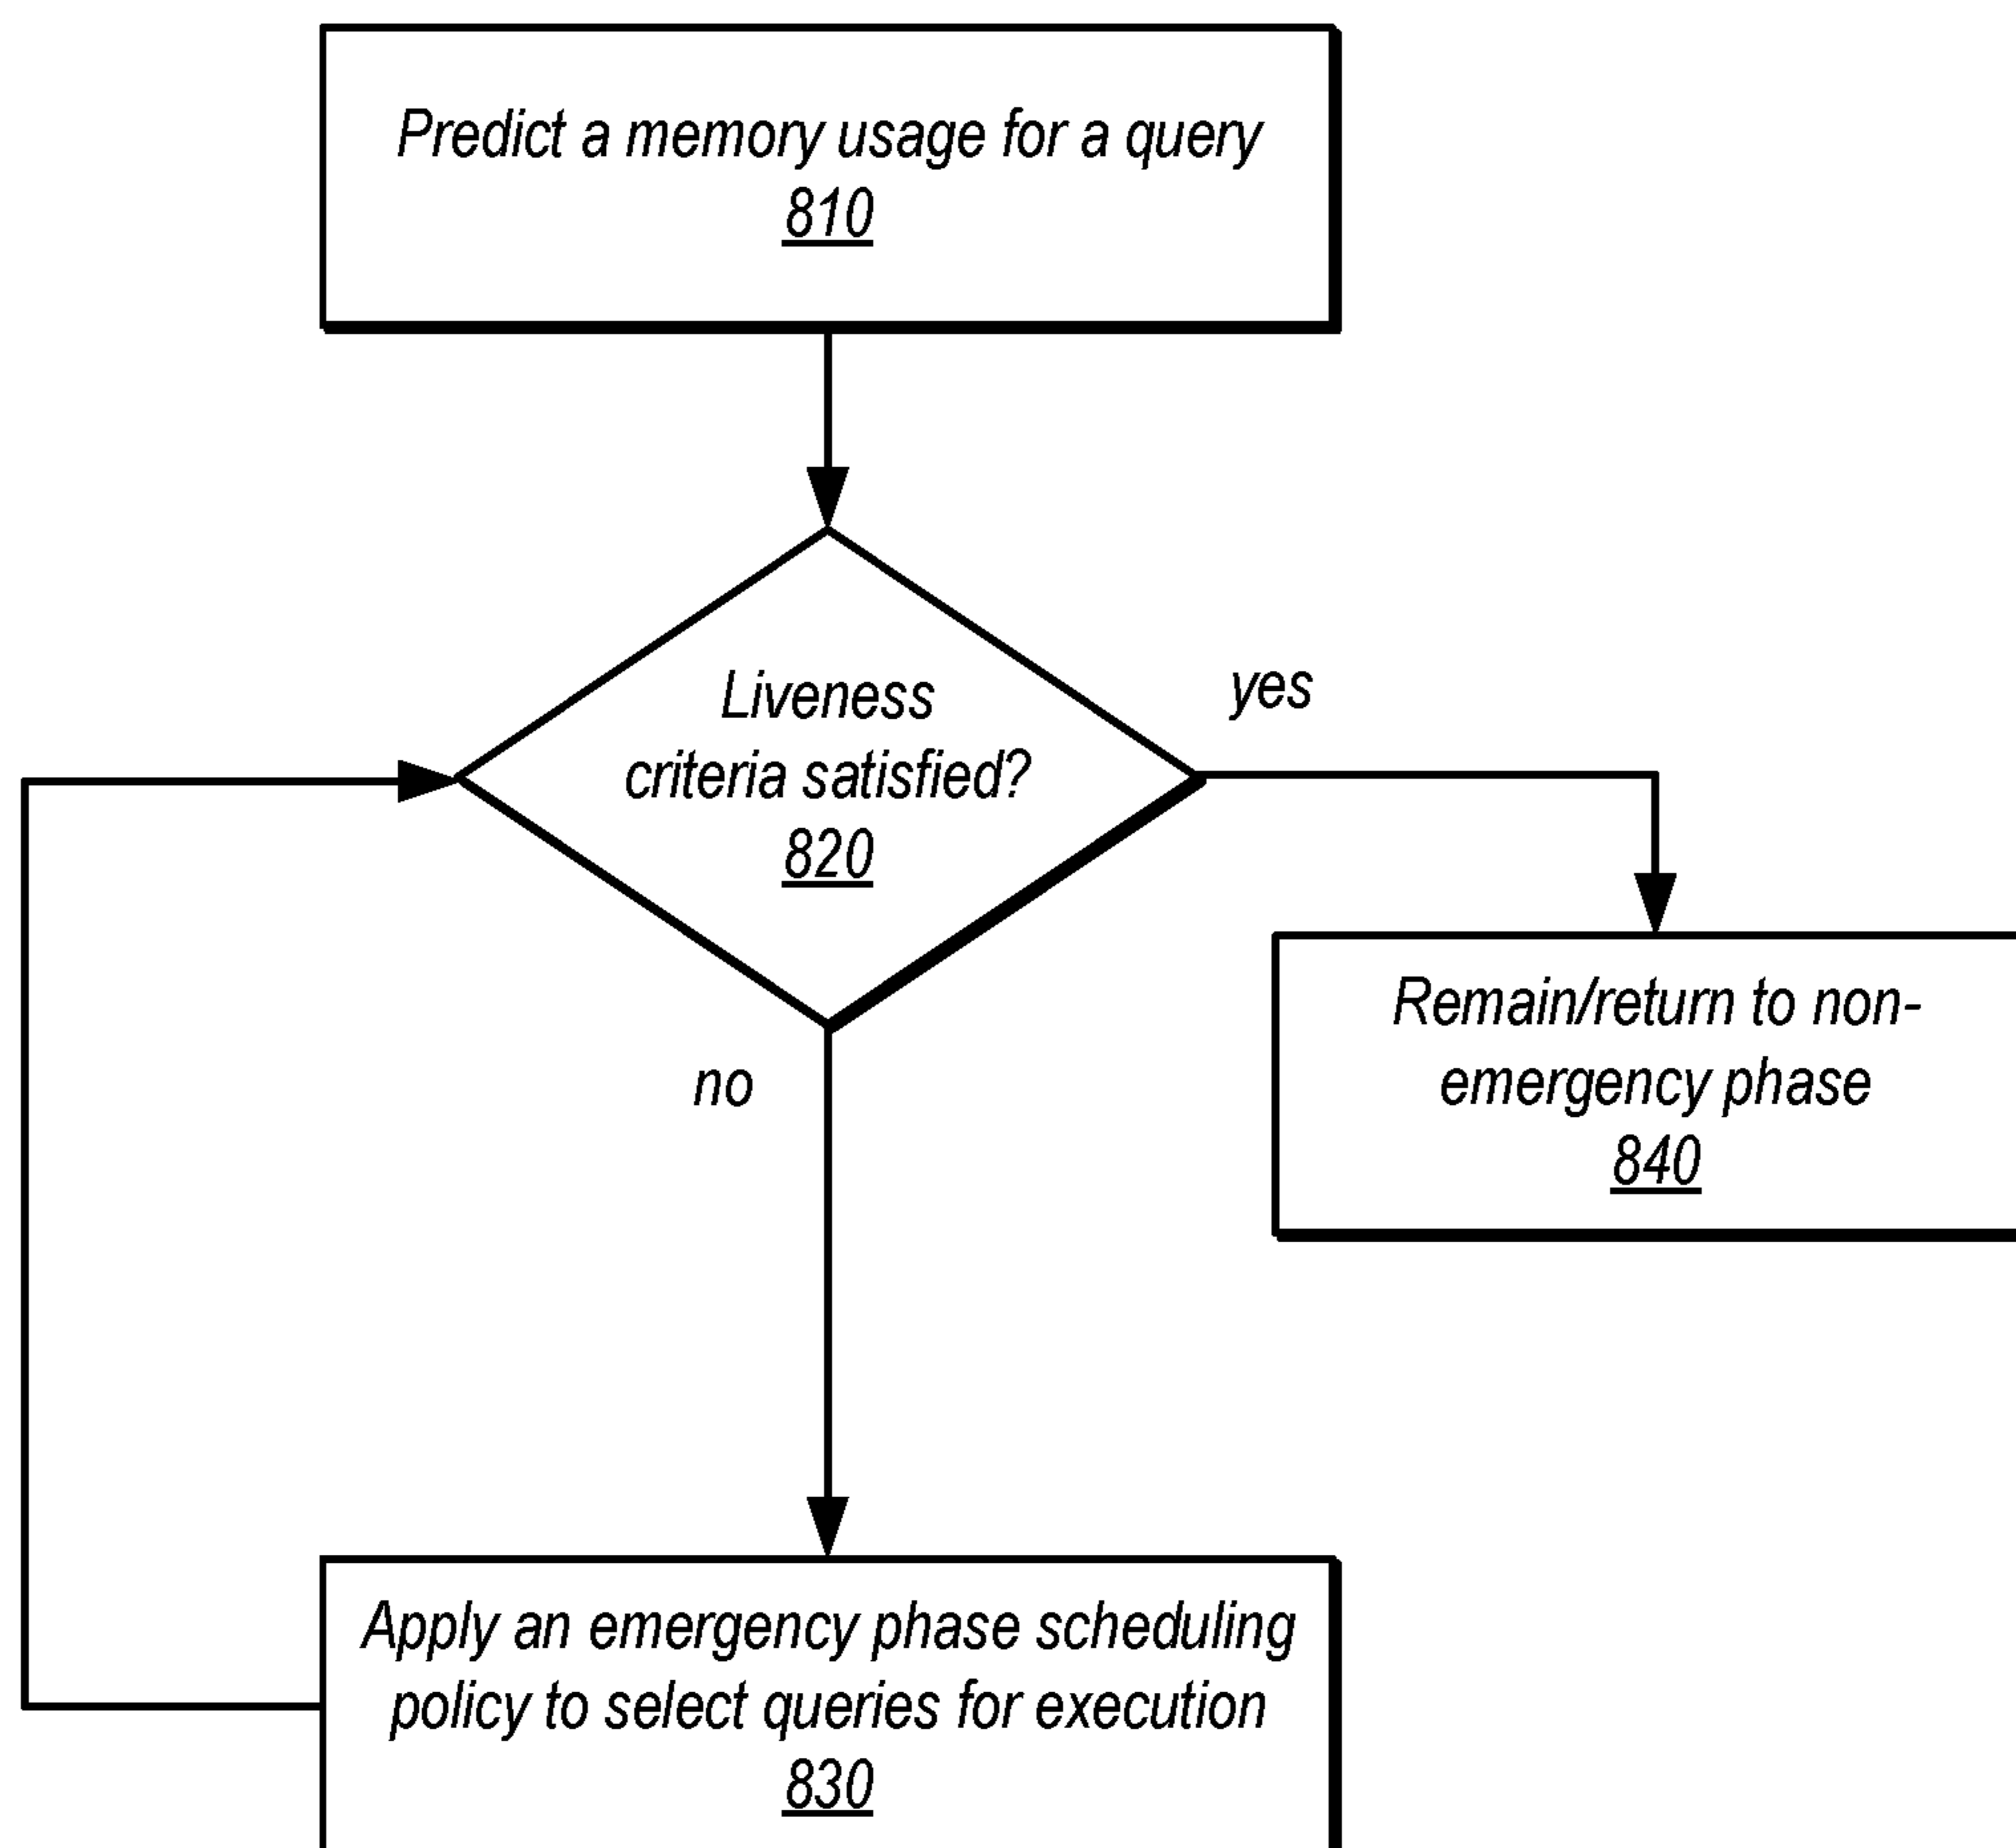 Predict a memory usage for a query
810
Liveness
criteria satisfied?
820
yes
no
Remain/return to non-
emergency phase
840
Apply an emergency phase scheduling
policy to select queries for execution
830